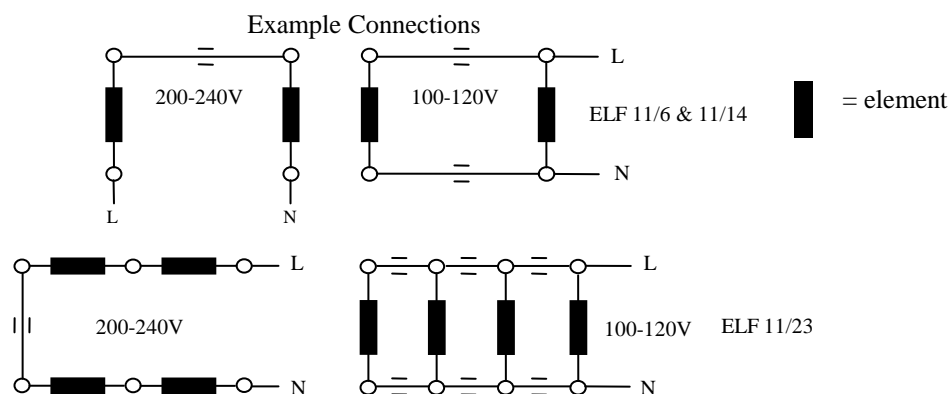 Example Connections
L
200-240V
100-120V
ELF 11/6 & 11/14
= element
N
L
N
L
L
200-240V
100-120V
ELF 11/23
N
N